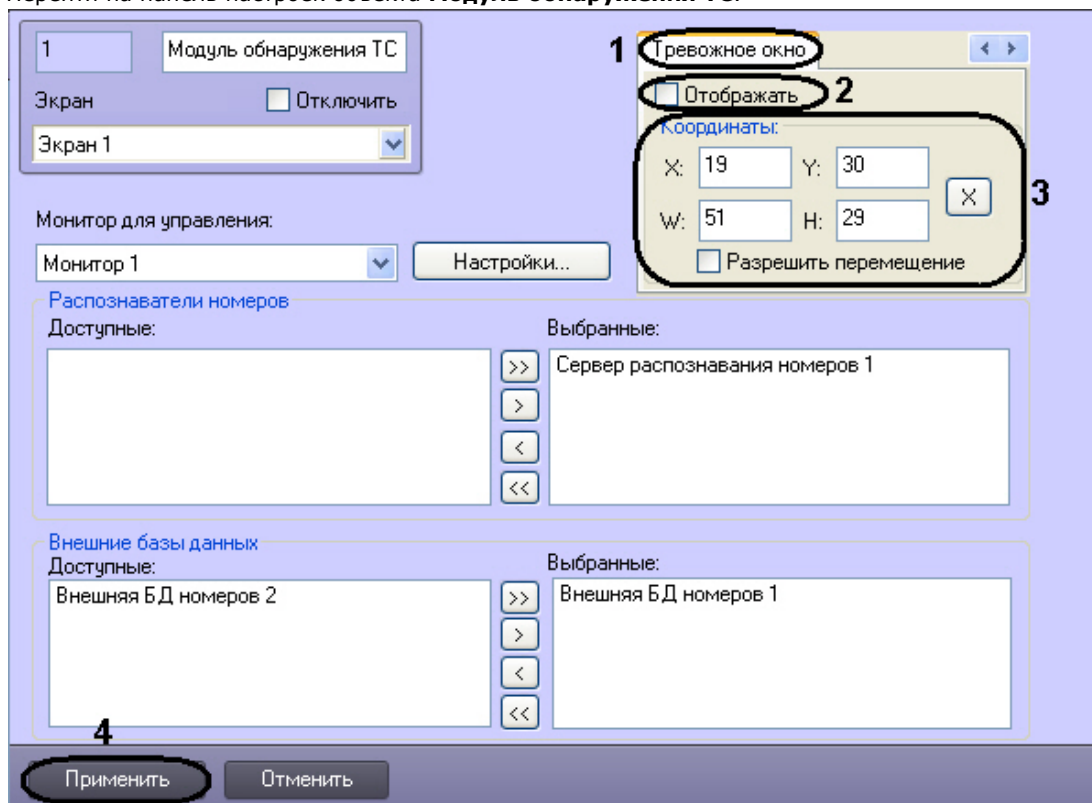 Перейти на панель настроек объекта Модуль обнаружения ТС.
1 Модуль обнаружения ТС
Экран Отключить
Экран 1
1 Тревожное окно
Отображать 2
Координаты:
X: 19 Y: 30
X 3
W: 51 H: 29
Разрешить перемещение
Монитор для управления:
Монитор 1 Настройки...
Распознаватели номеров
Доступные: Выбранные:
>> Сервер распознавания номеров 1
>
<
<<
Внешние базы данных
Доступные: Выбранные:
Внешняя БД номеров 2 >> Внешняя БД номеров 1
>
<
<<
4
Применить Отменить